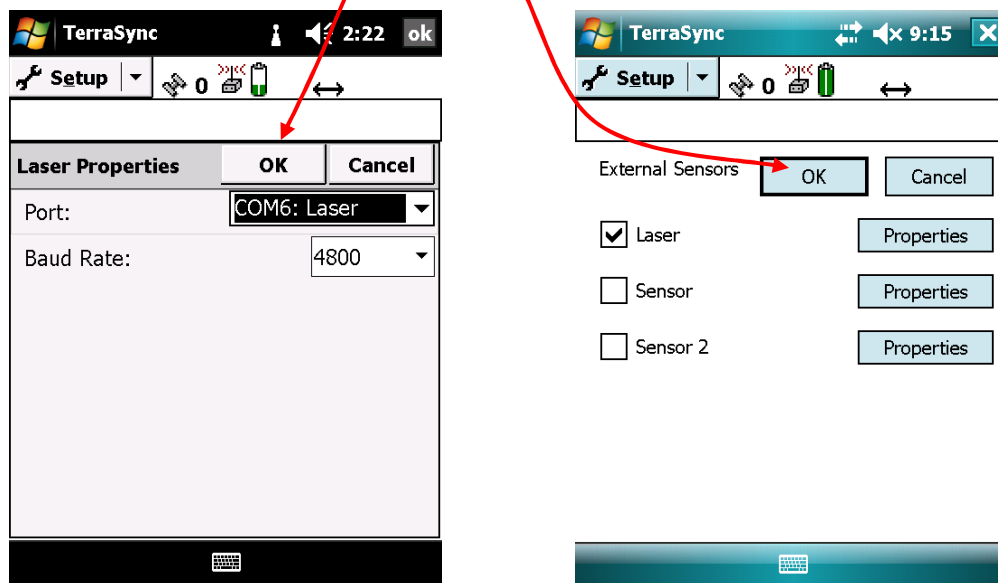 TerraSync 2:22 ok
Setup 0
Laser Properties OK Cancel
Port: COM6: Laser
Baud Rate: 4800
TerraSync 9:15 X
Setup 0
External Sensors OK Cancel
Laser Properties
Sensor Properties
Sensor 2 Properties